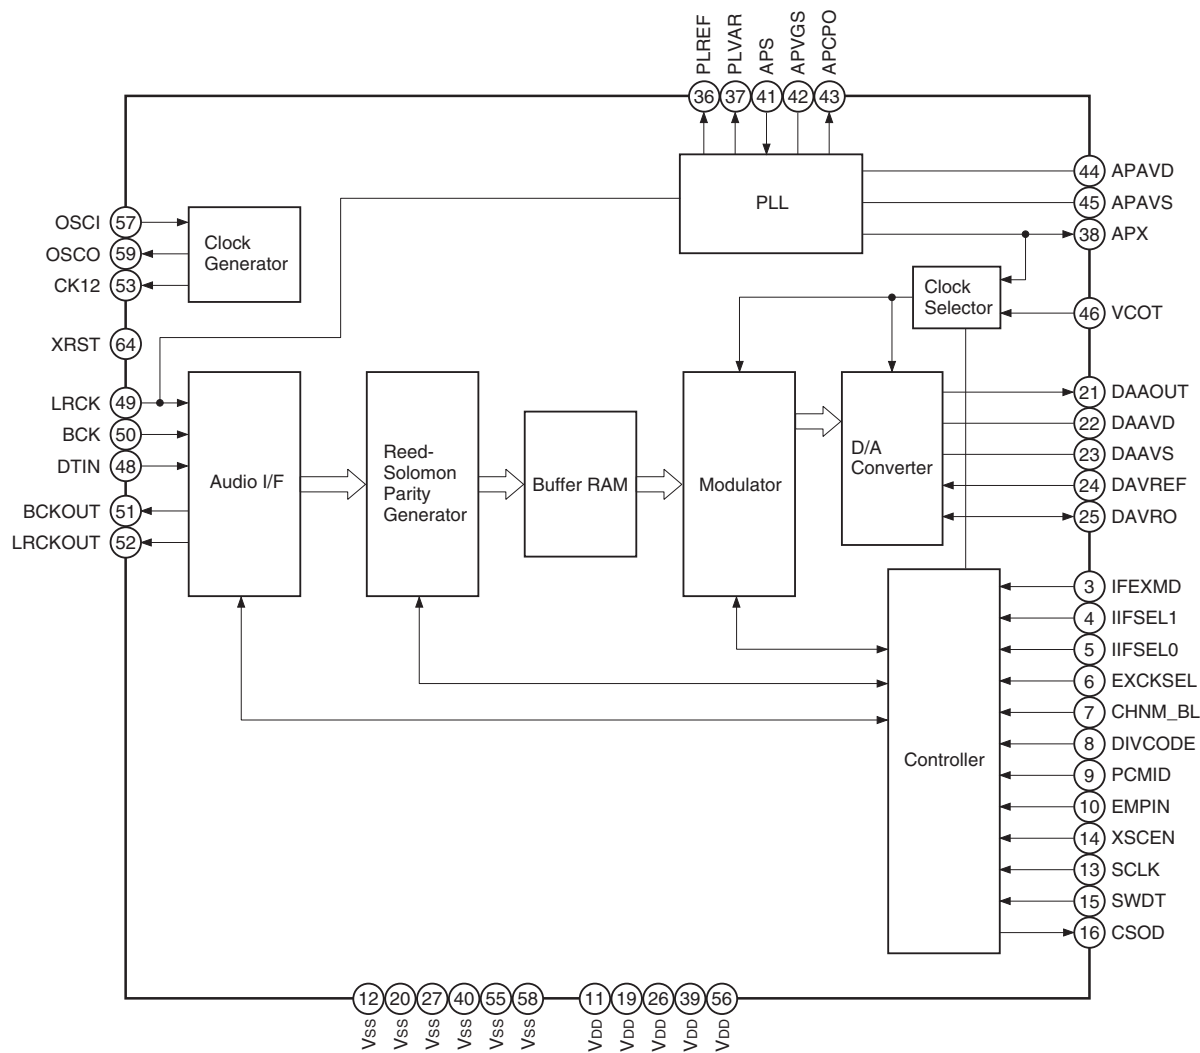 PLREF
PLVAR
APS
APVGS
APCPO
36
37
41
42
43
PLL
44 APAVD
45 APAVS
38 APX
46 VCOT
OSCI 57
OSCO 59
CK12 53
Clock
Generator
Clock
Selector
XRST 64
LRCK 49
BCK 50
DTIN 48
BCKOUT 51
LRCKOUT 52
Audio I/F
Reed-
Solomon
Parity
Generator
Buffer RAM
Modulator
D/A
Converter
21 DAAOUT
22 DAAVD
23 DAAVS
24 DAVREF
25 DAVRO
Controller
3 IFEXMD
4 IIFSEL1
5 IIFSEL0
6 EXCKSEL
7 CHNM_BL
8 DIVCODE
9 PCMID
10 EMPIN
14 XSCEN
13 SCLK
15 SWDT
16 CSOD
12
20
27
40
55
58
11
19
26
39
56
VSS
VSS
VSS
VSS
VSS
VSS
VDD
VDD
VDD
VDD
VDD